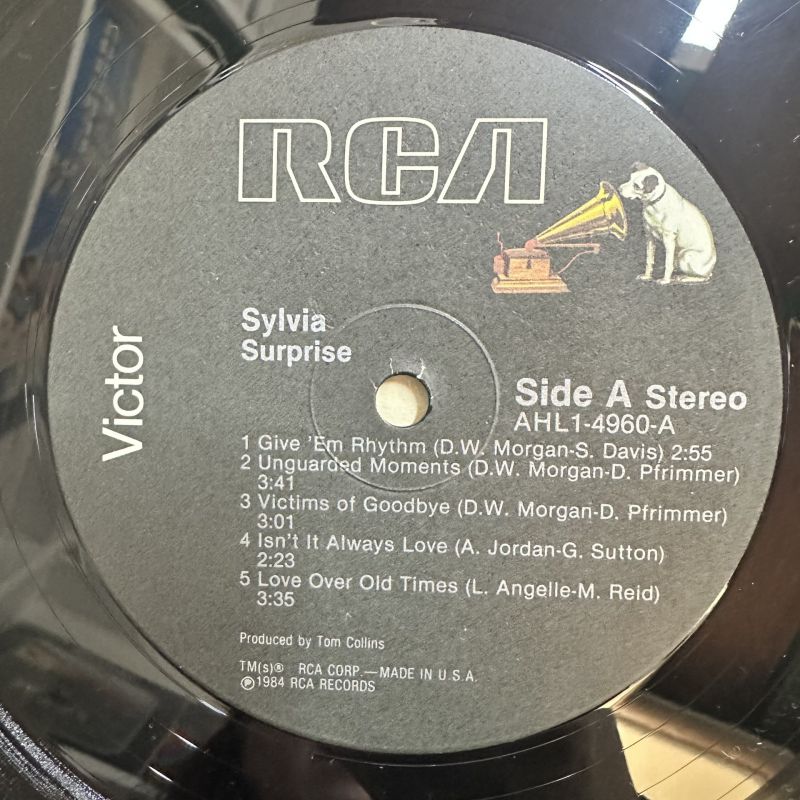 RCA
Victor
Sylvia
Surprise
Side A Stereo
AHL1-4960-A
1 Give 'Em Rhythm (D.W. Morgan-S. Davis) 2:55
2 Unguarded Moments (D.W. Morgan-D. Pfrimmer)
3:41
3 Victims of Goodbye (D.W. Morgan-D. Pfrimmer)
3:01
4 Isn't It Always Love (A. Jordan-G. Sutton)
2:23
5 Love Over Old Times (L. Angelle-M. Reid)
3:35
Produced by Tom Collins
TM(s)® RCA CORP.—MADE IN U.S.A.
℗1984 RCA RECORDS